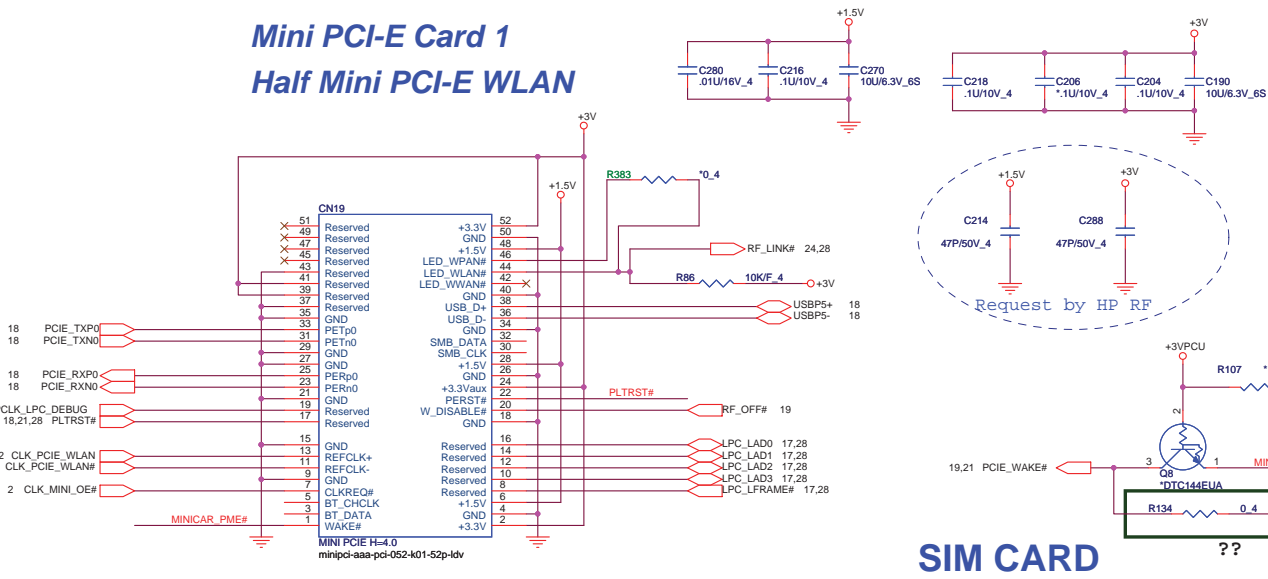 Mini PCI-E Card 1
Half Mini PCI-E WLAN
+1.5V
C280
.01U/16V_4
C216
.1U/10V_4
C270
10U/6.3V_6S
+3V
C218
.1U/10V_4
C206
*.1U/10V_4
C204
.1U/10V_4
C190
10U/6.3V_6S
+1.5V
C214
47P/50V_4
+3V
C288
47P/50V_4
Request by HP RF
+3V
+1.5V
R383 *0_4
RF_LINK# 24,28
R86 10K/F_4 +3V
CN19
51 Reserved +3.3V 52
49 Reserved GND 50
47 Reserved +1.5V 48
45 Reserved LED_WPAN# 46
43 Reserved LED_WLAN# 44
41 Reserved LED_WWAN# 42
39 Reserved GND 40
37 Reserved USB_D+ 38 USBP5+ 18
35 GND USB_D- 36 USBP5- 18
18 PCIE_TXP0 33 PETp0 GND 34
18 PCIE_TXN0 31 PETn0 SMB_DATA 32
29 GND SMB_CLK 30
27 GND +1.5V 28
18 PCIE_RXP0 25 PERp0 GND 26
18 PCIE_RXN0 23 PERn0 +3.3Vaux 24
21 GND PERST# 22 PLTRST#
CLK_LPC_DEBUG 19 Reserved W_DISABLE# 20 RF_OFF# 19
18,21,28 PLTRST# 17 Reserved GND 18
15 GND Reserved 16 LPC_LAD0 17,28
2 CLK_PCIE_WLAN 13 REFCLK+ Reserved 14 LPC_LAD1 17,28
CLK_PCIE_WLAN# 11 REFCLK- Reserved 12 LPC_LAD2 17,28
9 GND Reserved 10 LPC_LAD3 17,28
2 CLK_MINI_OE# 7 CLKREQ# Reserved 8 LPC_LFRAME# 17,28
5 BT_CHCLK +1.5V 6
3 BT_DATA GND 4
MINICAR_PME# 1 WAKE# +3.3V 2
MINI PCIE H=4.0
minipci-aaa-pci-052-k01-52p-ldv
+3VPCU
R107 *
2
19,21 PCIE_WAKE# 3 1 MIN
Q8
*DTC144EUA
R134 0_4
??
SIM CARD